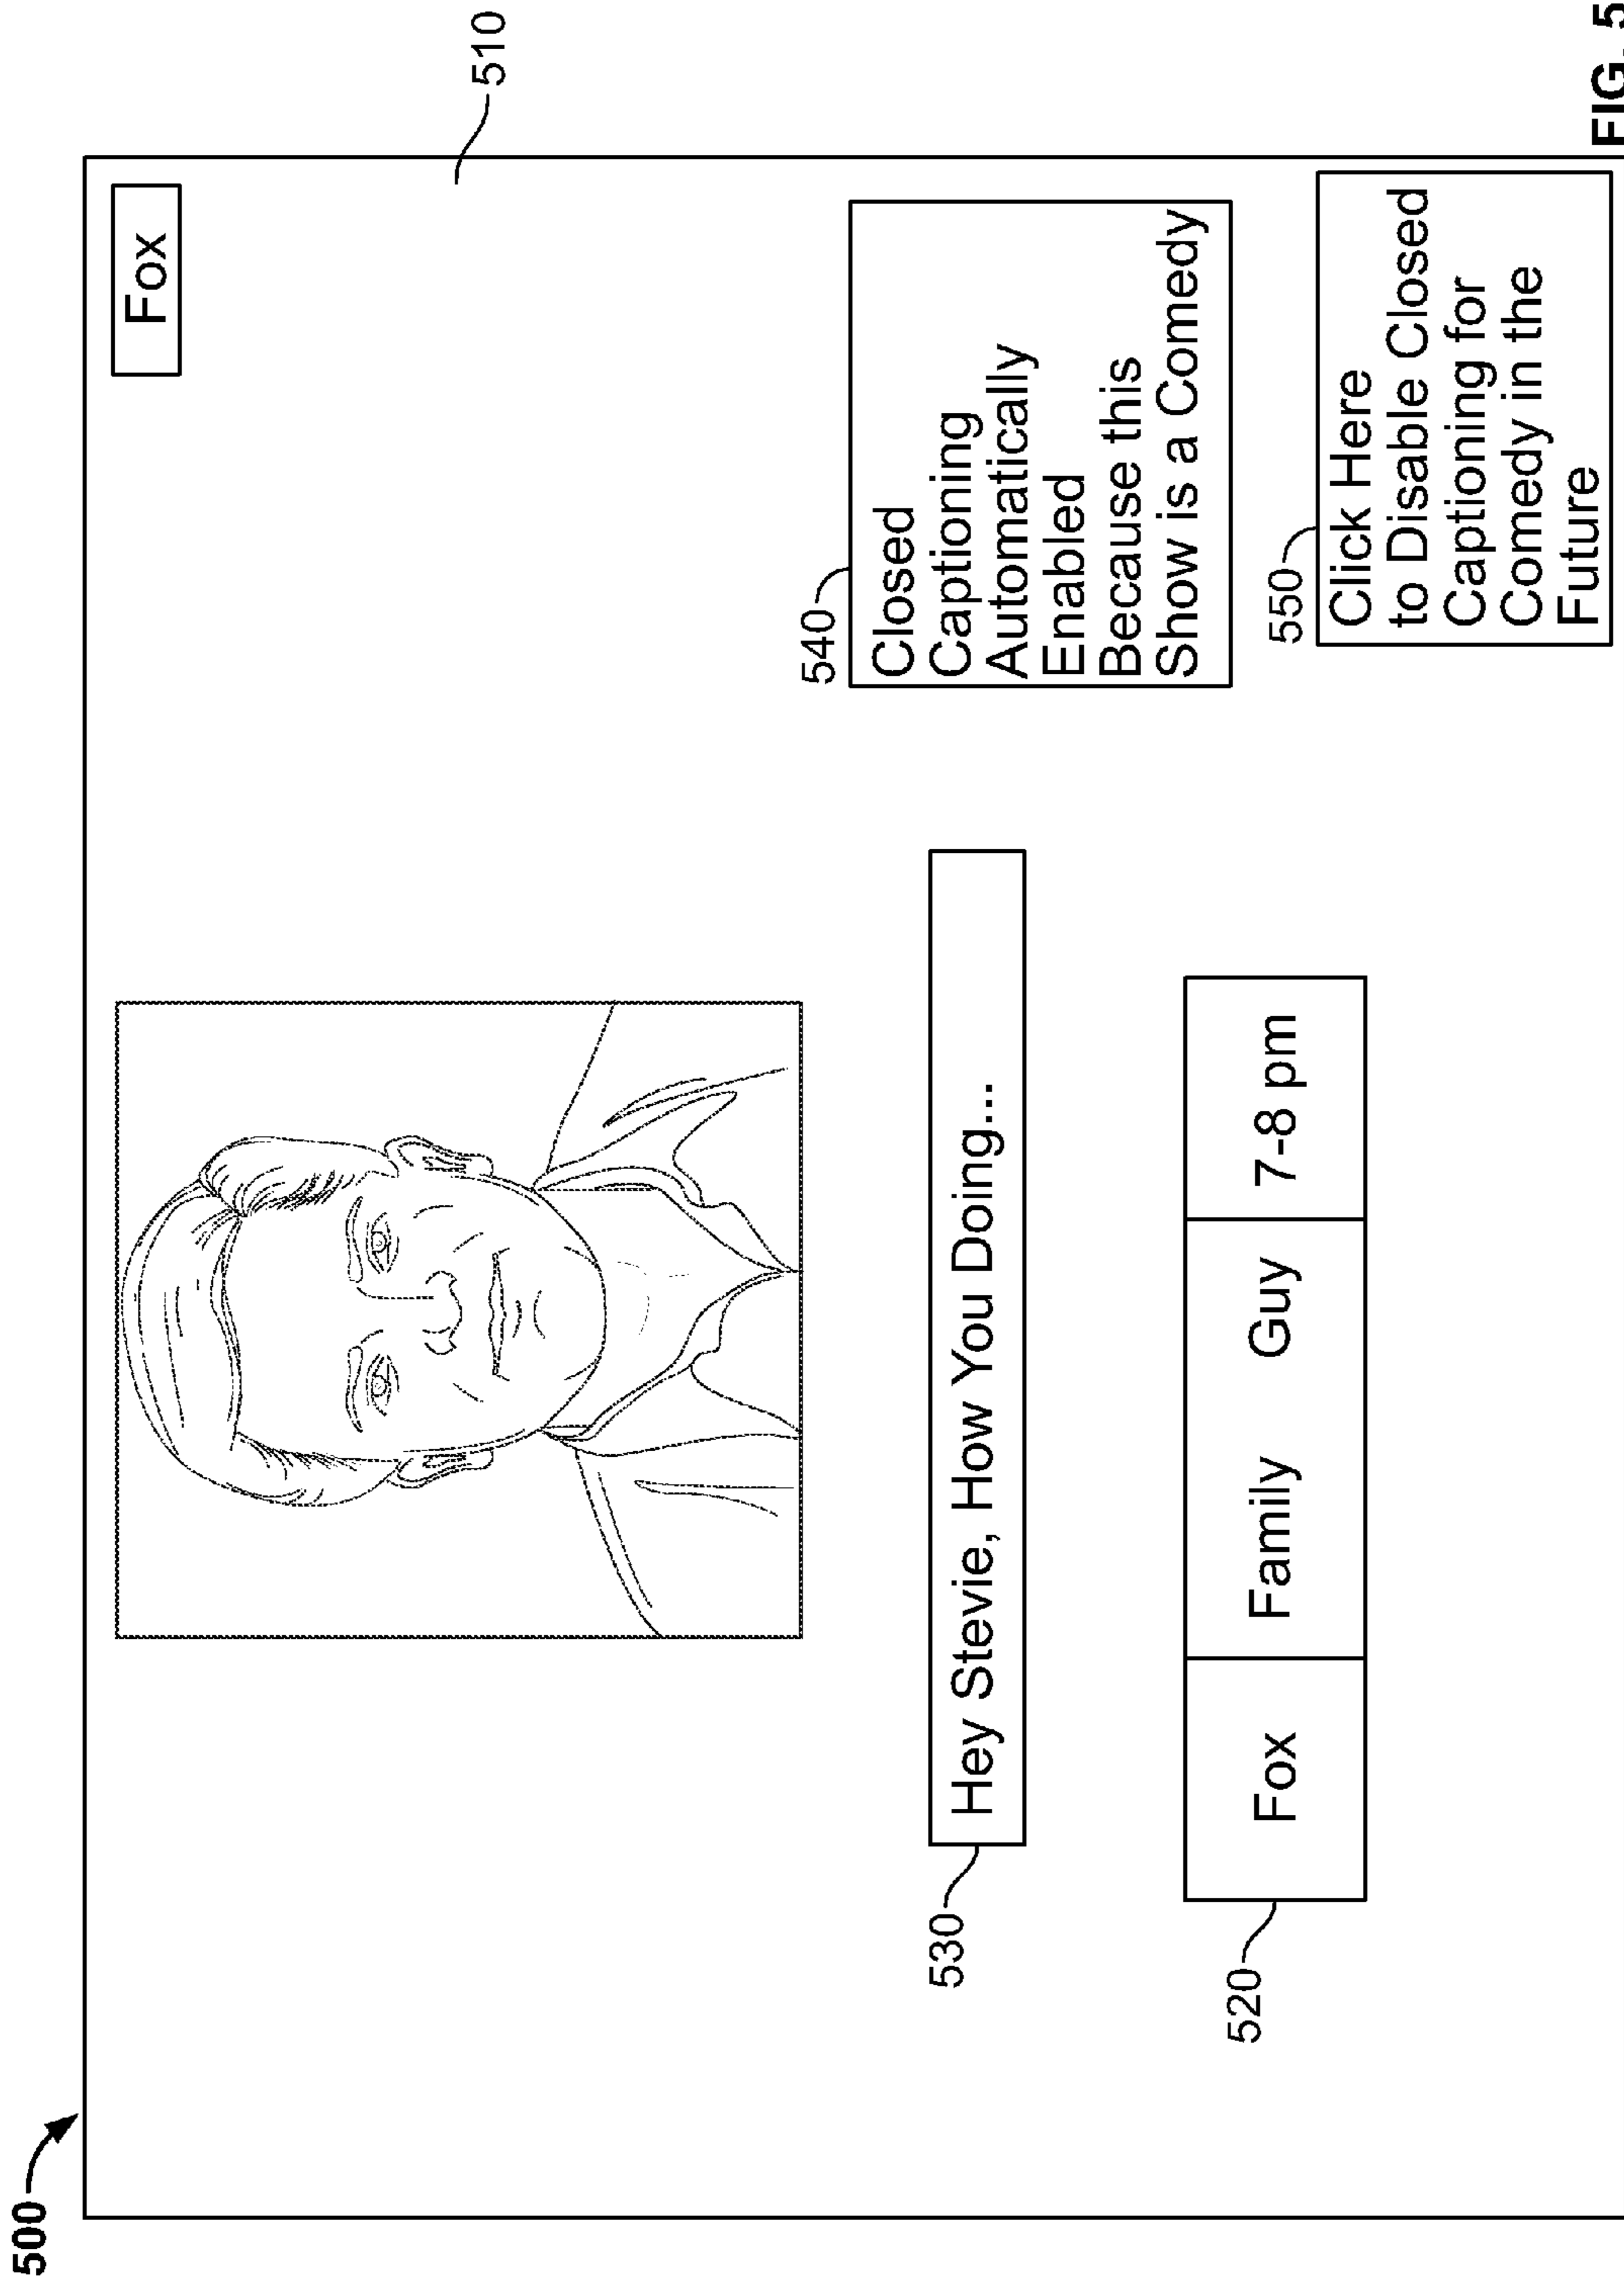 500
Fox
510
540
Closed
Captioning
Automatically
Enabled
Because this
Show is a Comedy
530
Hey Stevie, How You Doing...
550
Click Here
to Disable Closed
Captioning for
Comedy in the
Future
520
Fox Family Guy 7-8 pm
FIG. 5